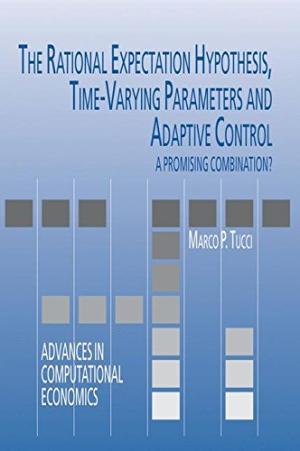 THE RATIONAL EXPECTATION HYPOTHESIS,
TIME-VARYING PARAMETERS AND
ADAPTIVE CONTROL
A PROMISING COMBINATION?
MARCO P. TUCCI
ADVANCES IN
COMPUTATIONAL
ECONOMICS